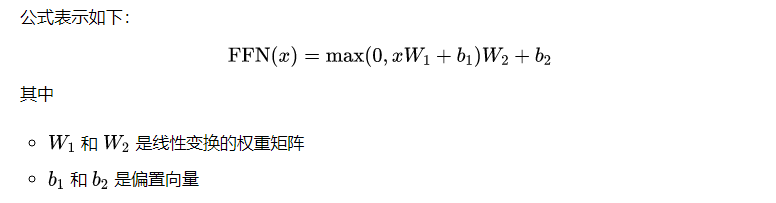 公式表示如下：
FFN(x) = max(0, xW₁ + b₁)W₂ + b₂
其中
○ W₁ 和 W₂ 是线性变换的权重矩阵
○ b₁ 和 b₂ 是偏置向量